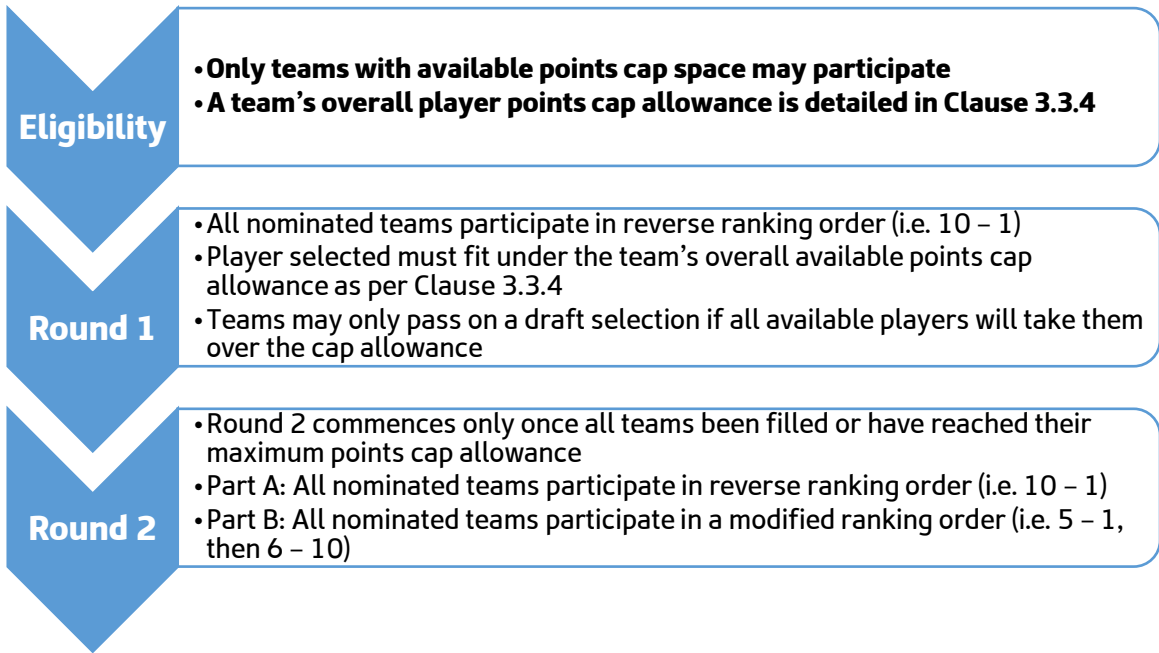 Eligibility
•Only teams with available points cap space may participate
•A team's overall player points cap allowance is detailed in Clause 3.3.4
Round 1
•All nominated teams participate in reverse ranking order (i.e. 10 – 1)
•Player selected must fit under the team's overall available points cap
allowance as per Clause 3.3.4
•Teams may only pass on a draft selection if all available players will take them
over the cap allowance
Round 2
•Round 2 commences only once all teams been filled or have reached their
maximum points cap allowance
•Part A: All nominated teams participate in reverse ranking order (i.e. 10 – 1)
•Part B: All nominated teams participate in a modified ranking order (i.e. 5 – 1,
then 6 – 10)